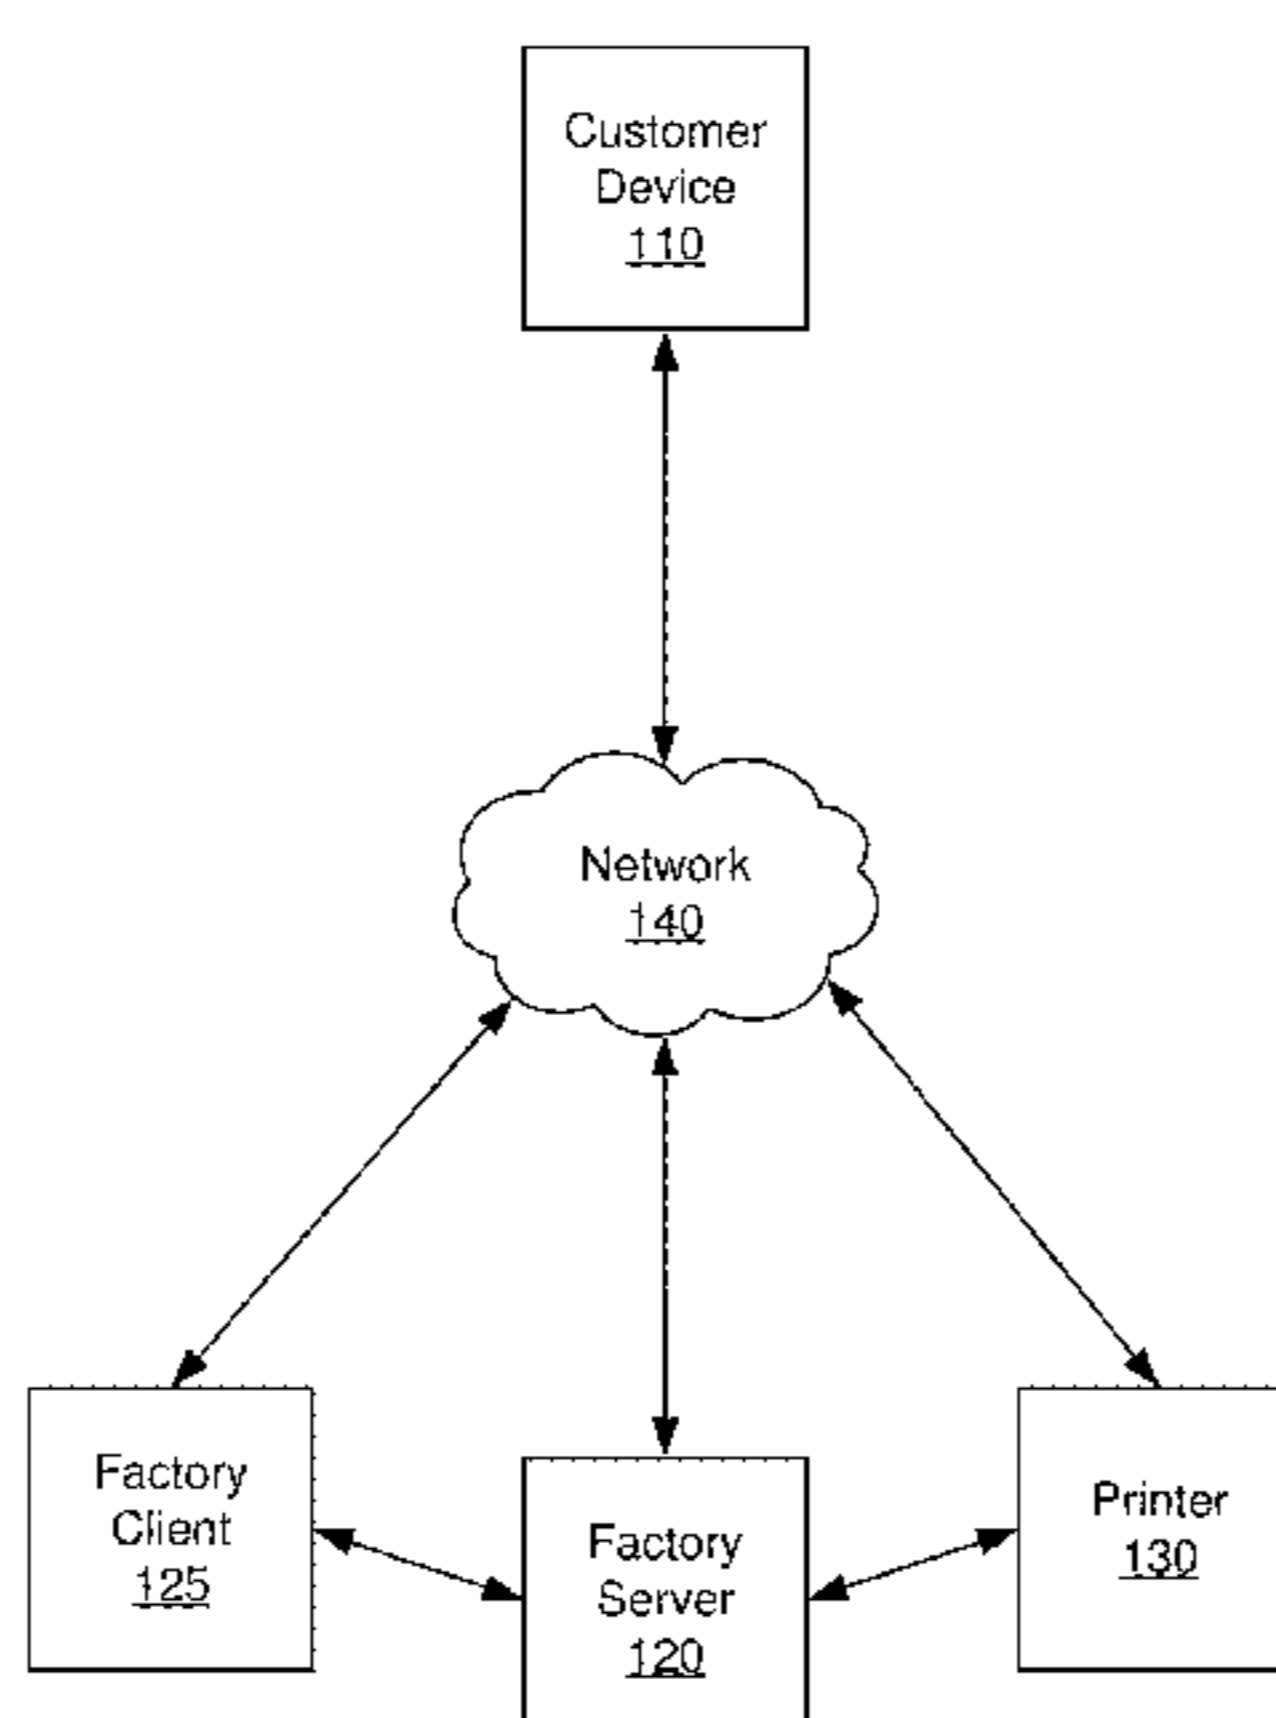 Customer
Device
110
Network
140
Factory
Client
125
Factory
Server
120
Printer
130